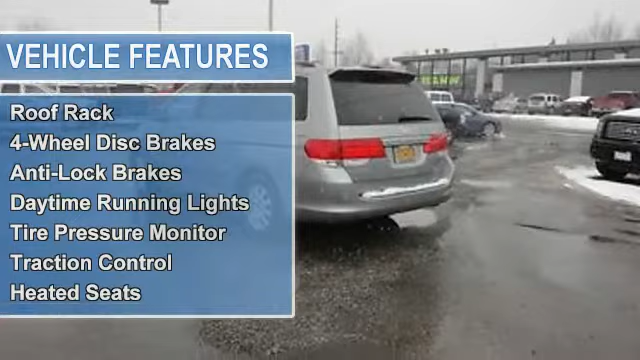 VEHICLE FEATURES
Roof Rack
4-Wheel Disc Brakes
Anti-Lock Brakes
Daytime Running Lights
Tire Pressure Monitor
Traction Control
Heated Seats